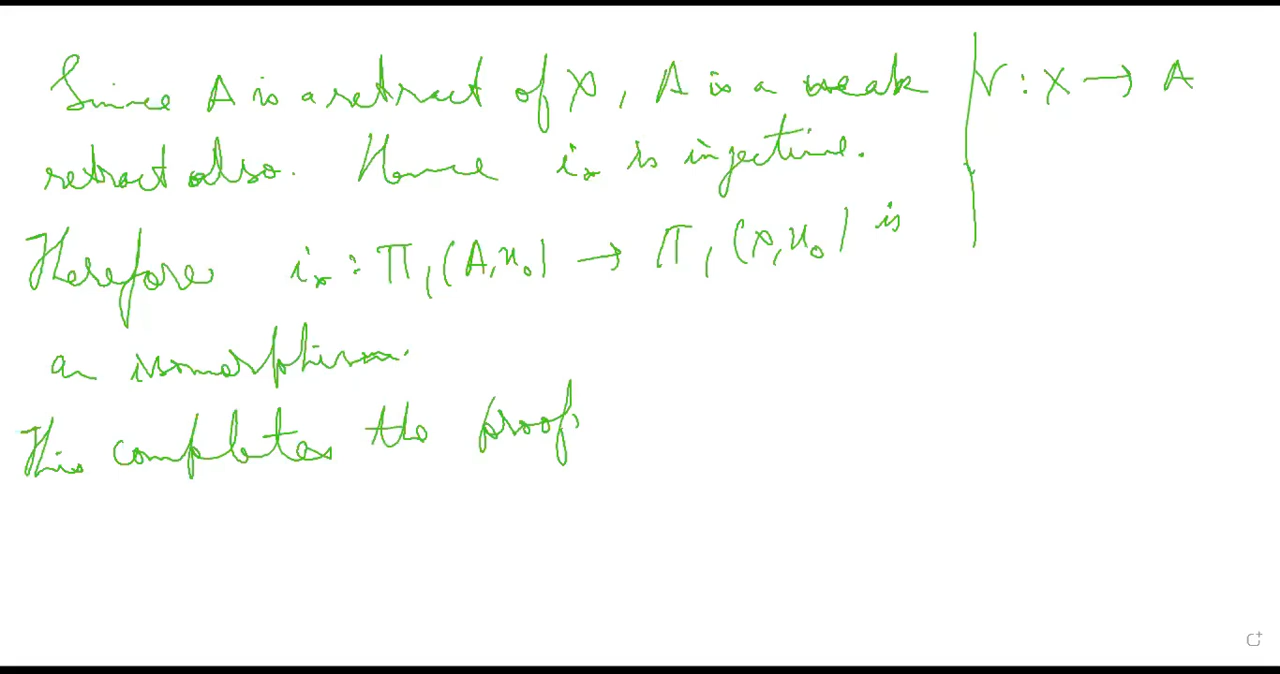 Since A is a retract of X, A is a weak
retract also. Hence i* is injective.
Therefore i* : π₁(A, x₀) → π₁(X, x₀) is
an isomorphism.
This completes the proof.
r : X → A